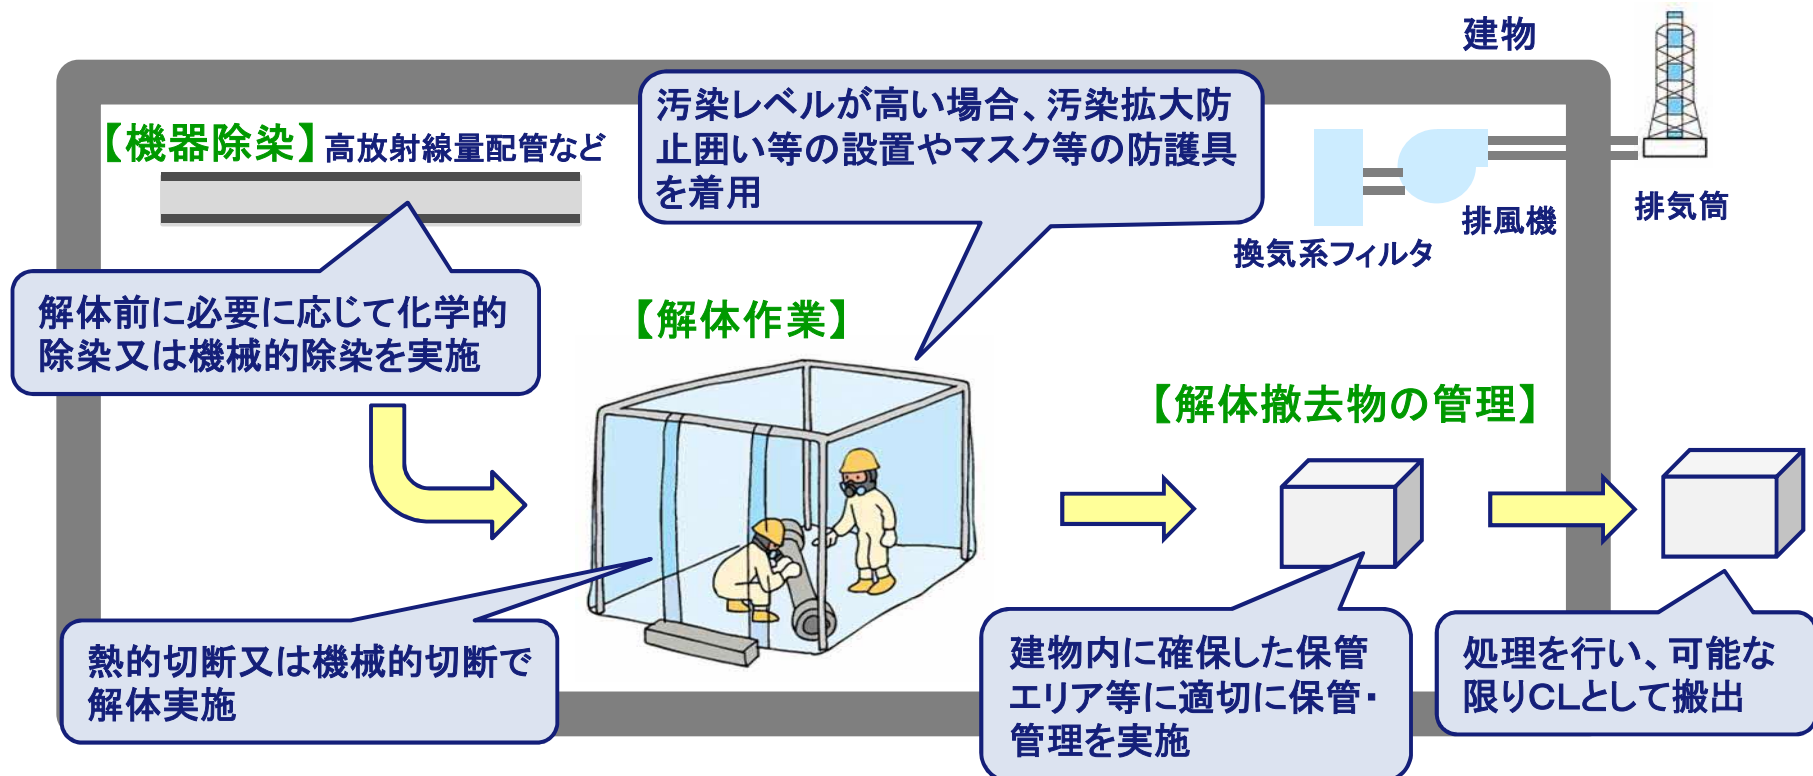 建物
【機器除染】高放射線量配管など
汚染レベルが高い場合、汚染拡大防
止囲い等の設置やマスク等の防護具
を着用
排気筒
排風機
換気系フィルタ
解体前に必要に応じて化学的
除染又は機械的除染を実施
【解体作業】
【解体撤去物の管理】
熱的切断又は機械的切断で
解体実施
建物内に確保した保管
エリア等に適切に保管・
管理を実施
処理を行い、可能な
限りCLとして搬出